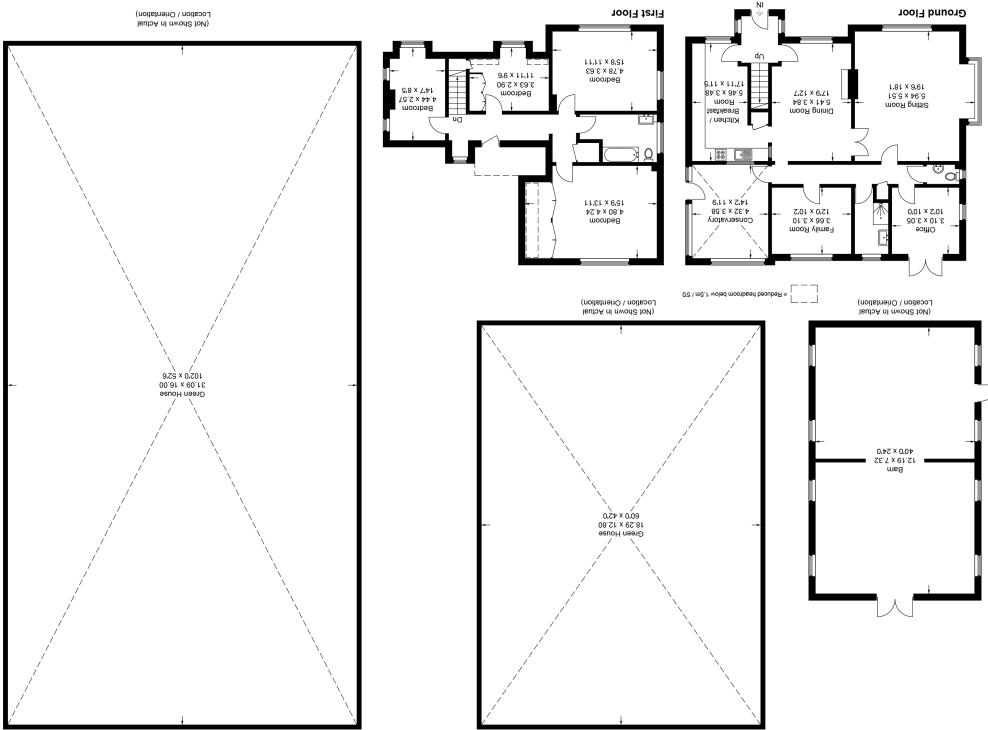 Barn
12.19 x 7.32
40'0 x 24'0
(Not Shown In Actual
Location / Orientation)
Green House
18.29 x 12.80
60'0 x 42'0
(Not Shown In Actual
Location / Orientation)
Green House
31.09 x 16.00
102'0 x 52'6
(Not Shown In Actual
Location / Orientation)
= Reduced headroom below 1.5m / 5'0
Office
3.10 x 3.05
10'2 x 10'0
Family Room
3.66 x 3.10
12'0 x 10'2
Conservatory
4.32 x 3.58
14'2 x 11'9
Sitting Room
5.94 x 5.51
19'6 x 18'1
Dining Room
5.41 x 3.84
17'9 x 12'7
Kitchen /
Breakfast
Room
5.46 x 3.48
17'11 x 11'5
Up
IN
Ground Floor
Bedroom
4.80 x 4.24
15'9 x 13'11
Bedroom
4.78 x 3.63
15'8 x 11'11
Bedroom
3.63 x 2.90
11'11 x 9'6
Dn
Bedroom
4.44 x 2.57
14'7 x 8'5
First Floor